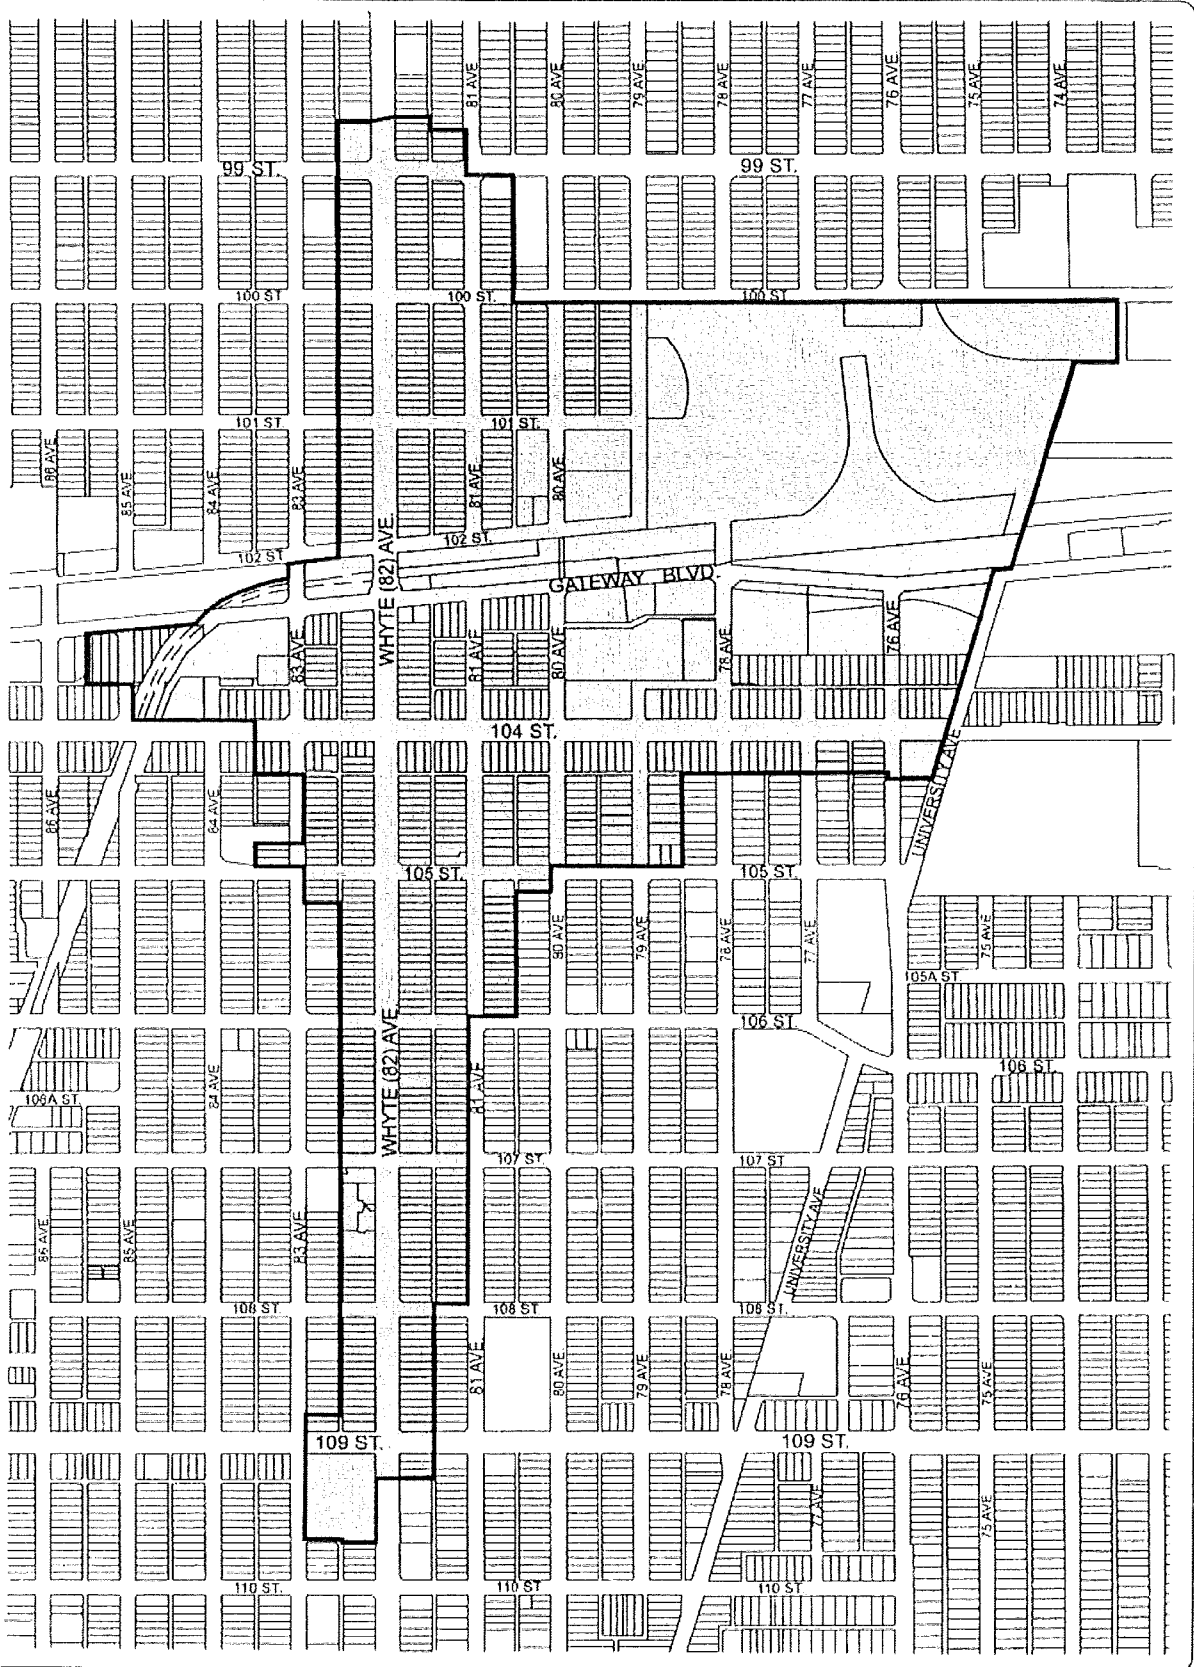 81 AVE
80 AVE.
79 AVE.
78 AVE
77 AVE
76 AVE
75 AVE
74 AVE
99 ST.
99 ST.
100 ST
100 ST.
100 ST
101 ST.
101 ST.
86 AVE
85 AVE
84 AVE
83 AVE
WHYTE (82) AVE.
81 AVE
80 AVE
102 ST
102 ST.
GATEWAY BLVD.
83 AVE
81 AVE
80 AVE
78 AVE
76 AVE
104 ST.
UNIVERSITY AVE
86 AVE
84 AVE
105 ST.
105 ST.
80 AVE
79 AVE
78 AVE
77 AVE
75 AVE
105A ST
WHYTE (82) AVE
106 ST.
106 ST.
84 AVE
81 AVE
106A ST.
107 ST
107 ST
86 AVE
85 AVE
83 AVE
UNIVERSITY AVE
108 ST.
108 ST.
108 ST.
81 AVE
80 AVE
79 AVE
78 AVE
76 AVE
75 AVE
109 ST.
109 ST.
77 AVE
75 AVE
110 ST.
110 ST
110 ST